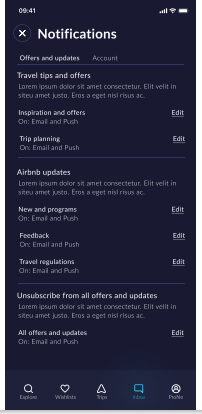 09:41
Notifications
Offers and updates Account
Travel tips and offers
Lorem ipsum dolor sit amet consectetur. Elit velit in
siteu amet justo. Eros a eget nisl risus ac.
Inspiration and offers Edit
On: Email and Push
Trip planning Edit
On: Email and Push
Airbnb updates
Lorem ipsum dolor sit amet consectetur. Elit velit in
siteu amet justo. Eros a eget nisl risus ac.
New and programs Edit
On: Email and Push
Feedback Edit
On: Email and Push
Travel regulations Edit
On: Email and Push
Unsubscribe from all offers and updates
Lorem ipsum dolor sit amet consectetur. Elit velit in
siteu amet justo. Eros a eget nisl risus ac.
All offers and updates Edit
On: Email and Push
Explore Wishlists Trips Inbox Profile